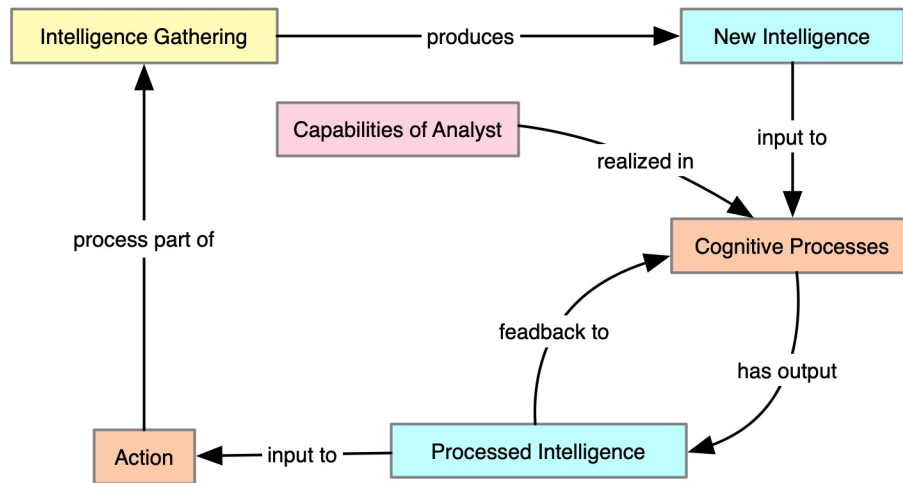 Intelligence Gathering
produces
New Intelligence
Capabilities of Analyst
input to
realized in
process part of
Cognitive Processes
feadback to
has output
Action
input to
Processed Intelligence